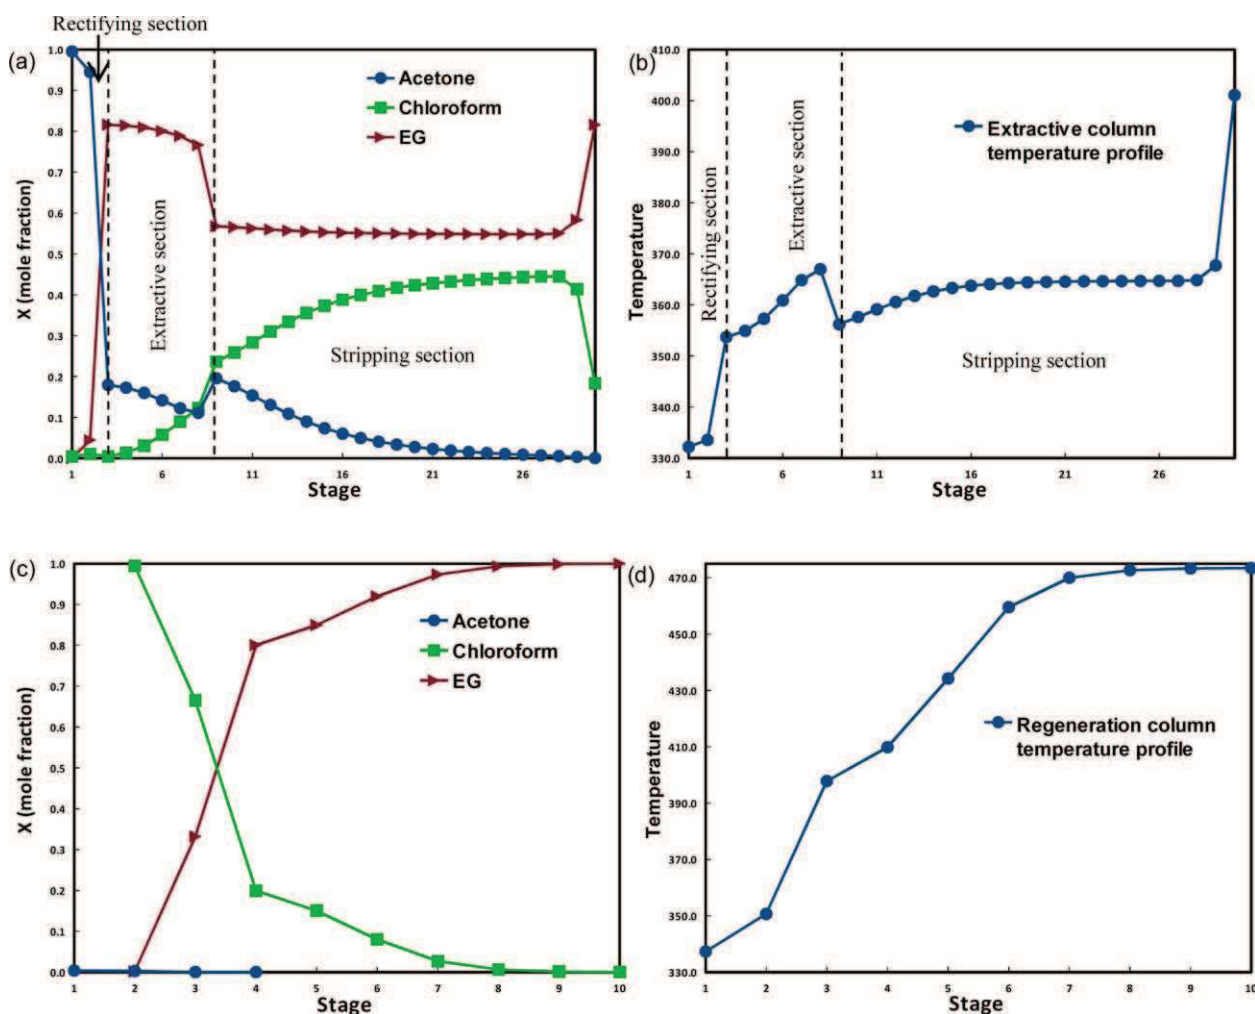 Rectifying section
(a)
1.0
0.9
0.8
0.7
0.6
0.5
0.4
0.3
0.2
0.1
0.0
X (mole fraction)
Acetone
Chloroform
EG
Extractive section
Stripping section
1 6 11 16 21 26
Stage
(b)
410.0
400.0
390.0
380.0
370.0
360.0
350.0
340.0
330.0
Temperature
Rectifying section
Extractive section
Extractive column
temperature profile
Stripping section
1 6 11 16 21 26
Stage
(c)
1.0
0.9
0.8
0.7
0.6
0.5
0.4
0.3
0.2
0.1
0.0
X (mole fraction)
Acetone
Chloroform
EG
1 2 3 4 5 6 7 8 9 10
Stage
(d)
470.0
450.0
430.0
410.0
390.0
370.0
350.0
330.0
Temperature
Regeneration column
temperature profile
1 2 3 4 5 6 7 8 9 10
Stage